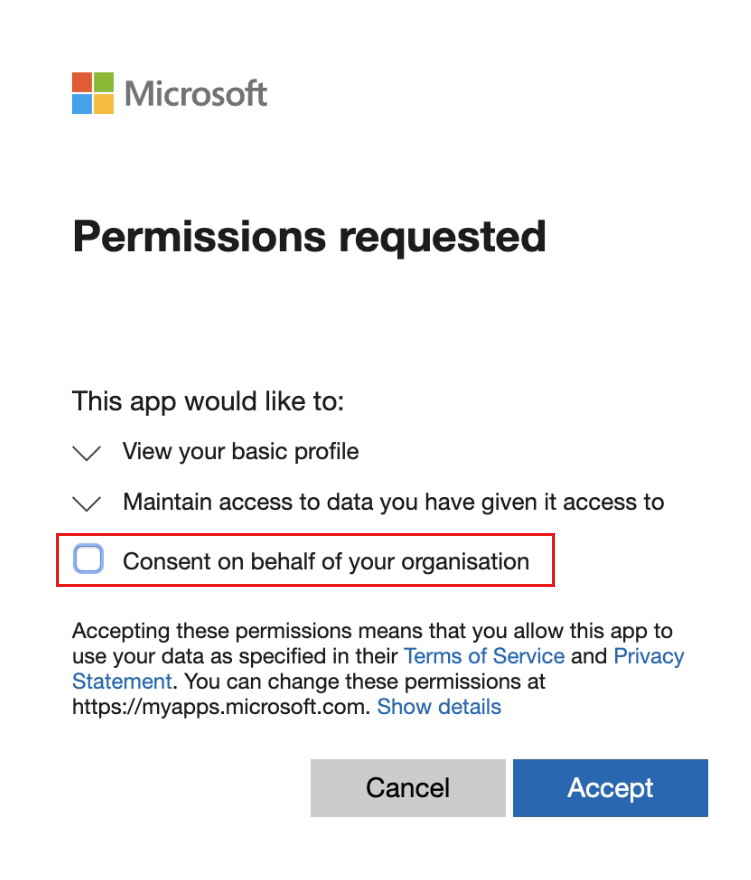 Microsoft
Permissions requested
This app would like to:
View your basic profile
Maintain access to data you have given it access to
Consent on behalf of your organisation
Accepting these permissions means that you allow this app to
use your data as specified in their Terms of Service and Privacy
Statement. You can change these permissions at
https://myapps.microsoft.com. Show details
Cancel Accept